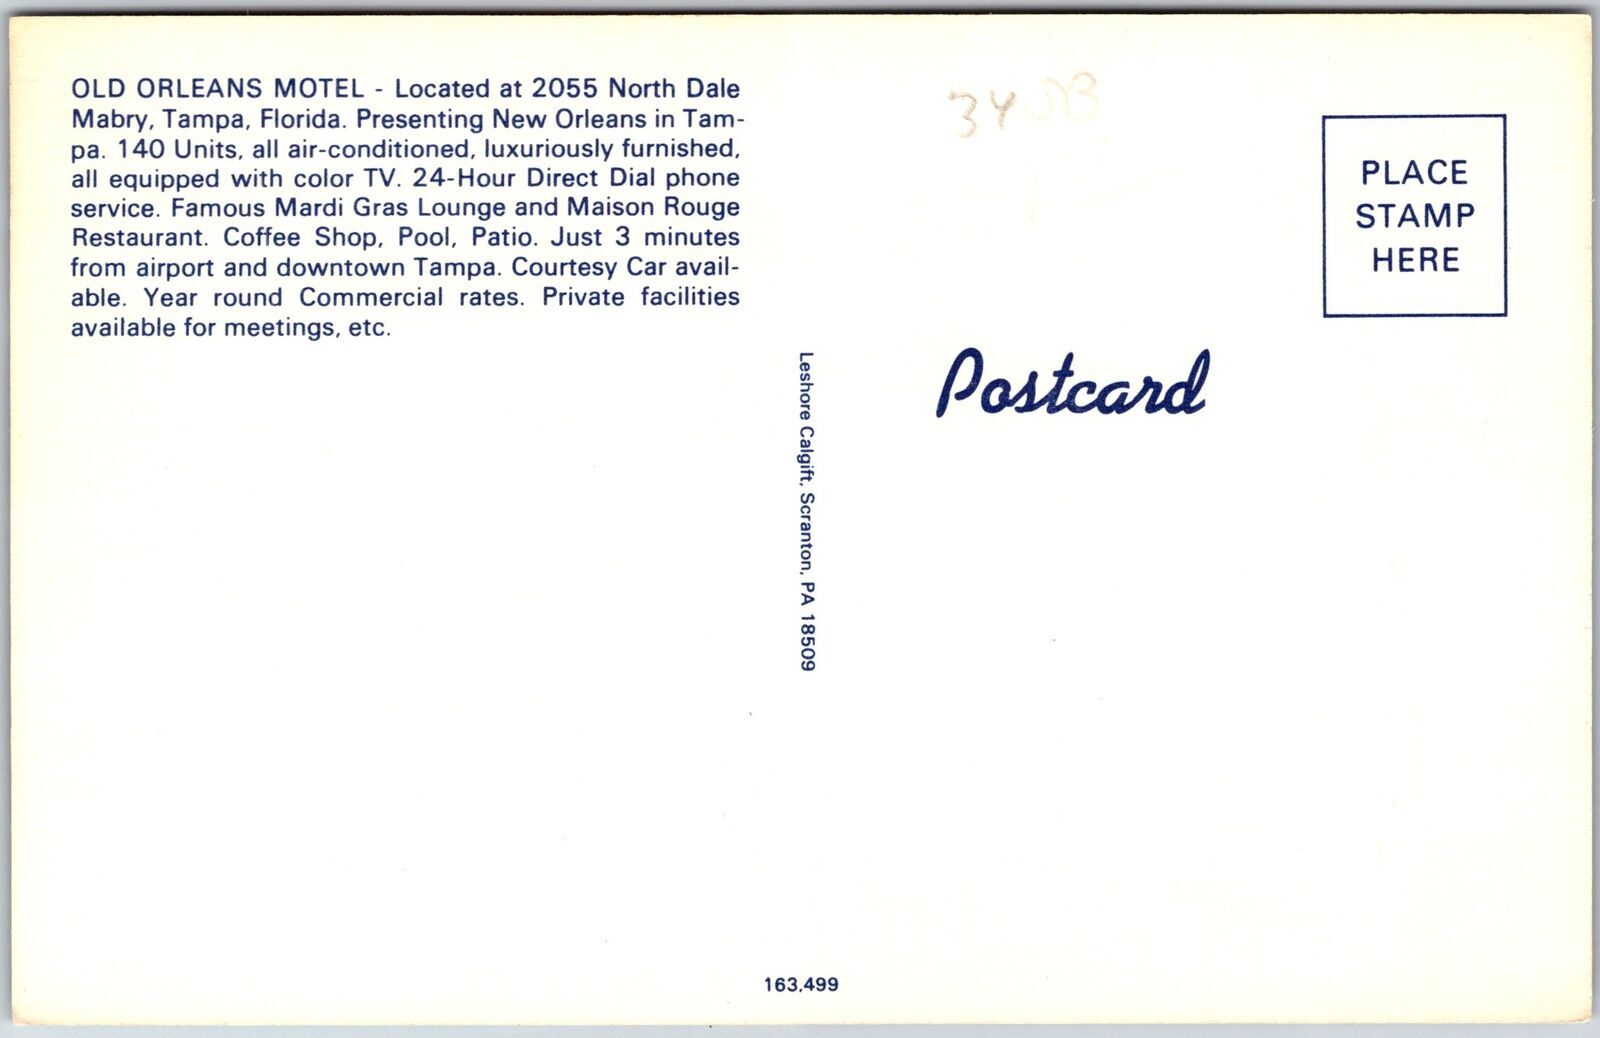 OLD ORLEANS MOTEL - Located at 2055 North Dale
Mabry, Tampa, Florida. Presenting New Orleans in Tam-
pa. 140 Units, all air-conditioned, luxuriously furnished,
all equipped with color TV. 24-Hour Direct Dial phone
service. Famous Mardi Gras Lounge and Maison Rouge
Restaurant. Coffee Shop, Pool, Patio. Just 3 minutes
from airport and downtown Tampa. Courtesy Car avail-
able. Year round Commercial rates. Private facilities
available for meetings, etc.
Leshore Calgift, Scranton, PA 18509
34
PLACE
STAMP
HERE
Postcard
163,499